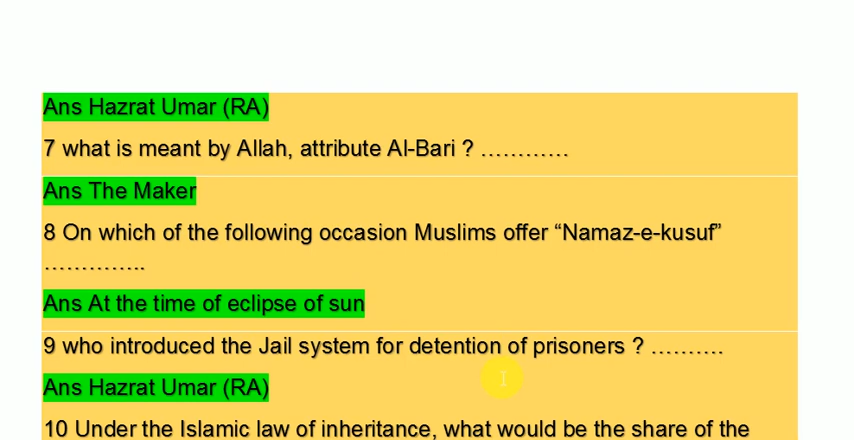 Ans Hazrat Umar (RA)
7 what is meant by Allah, attribute Al-Bari ? …………
Ans The Maker
8 On which of the following occasion Muslims offer “Namaz-e-kusuf”
…………..
Ans At the time of eclipse of sun
9 who introduced the Jail system for detention of prisoners ? ……….
Ans Hazrat Umar (RA)
10 Under the Islamic law of inheritance, what would be the share of the